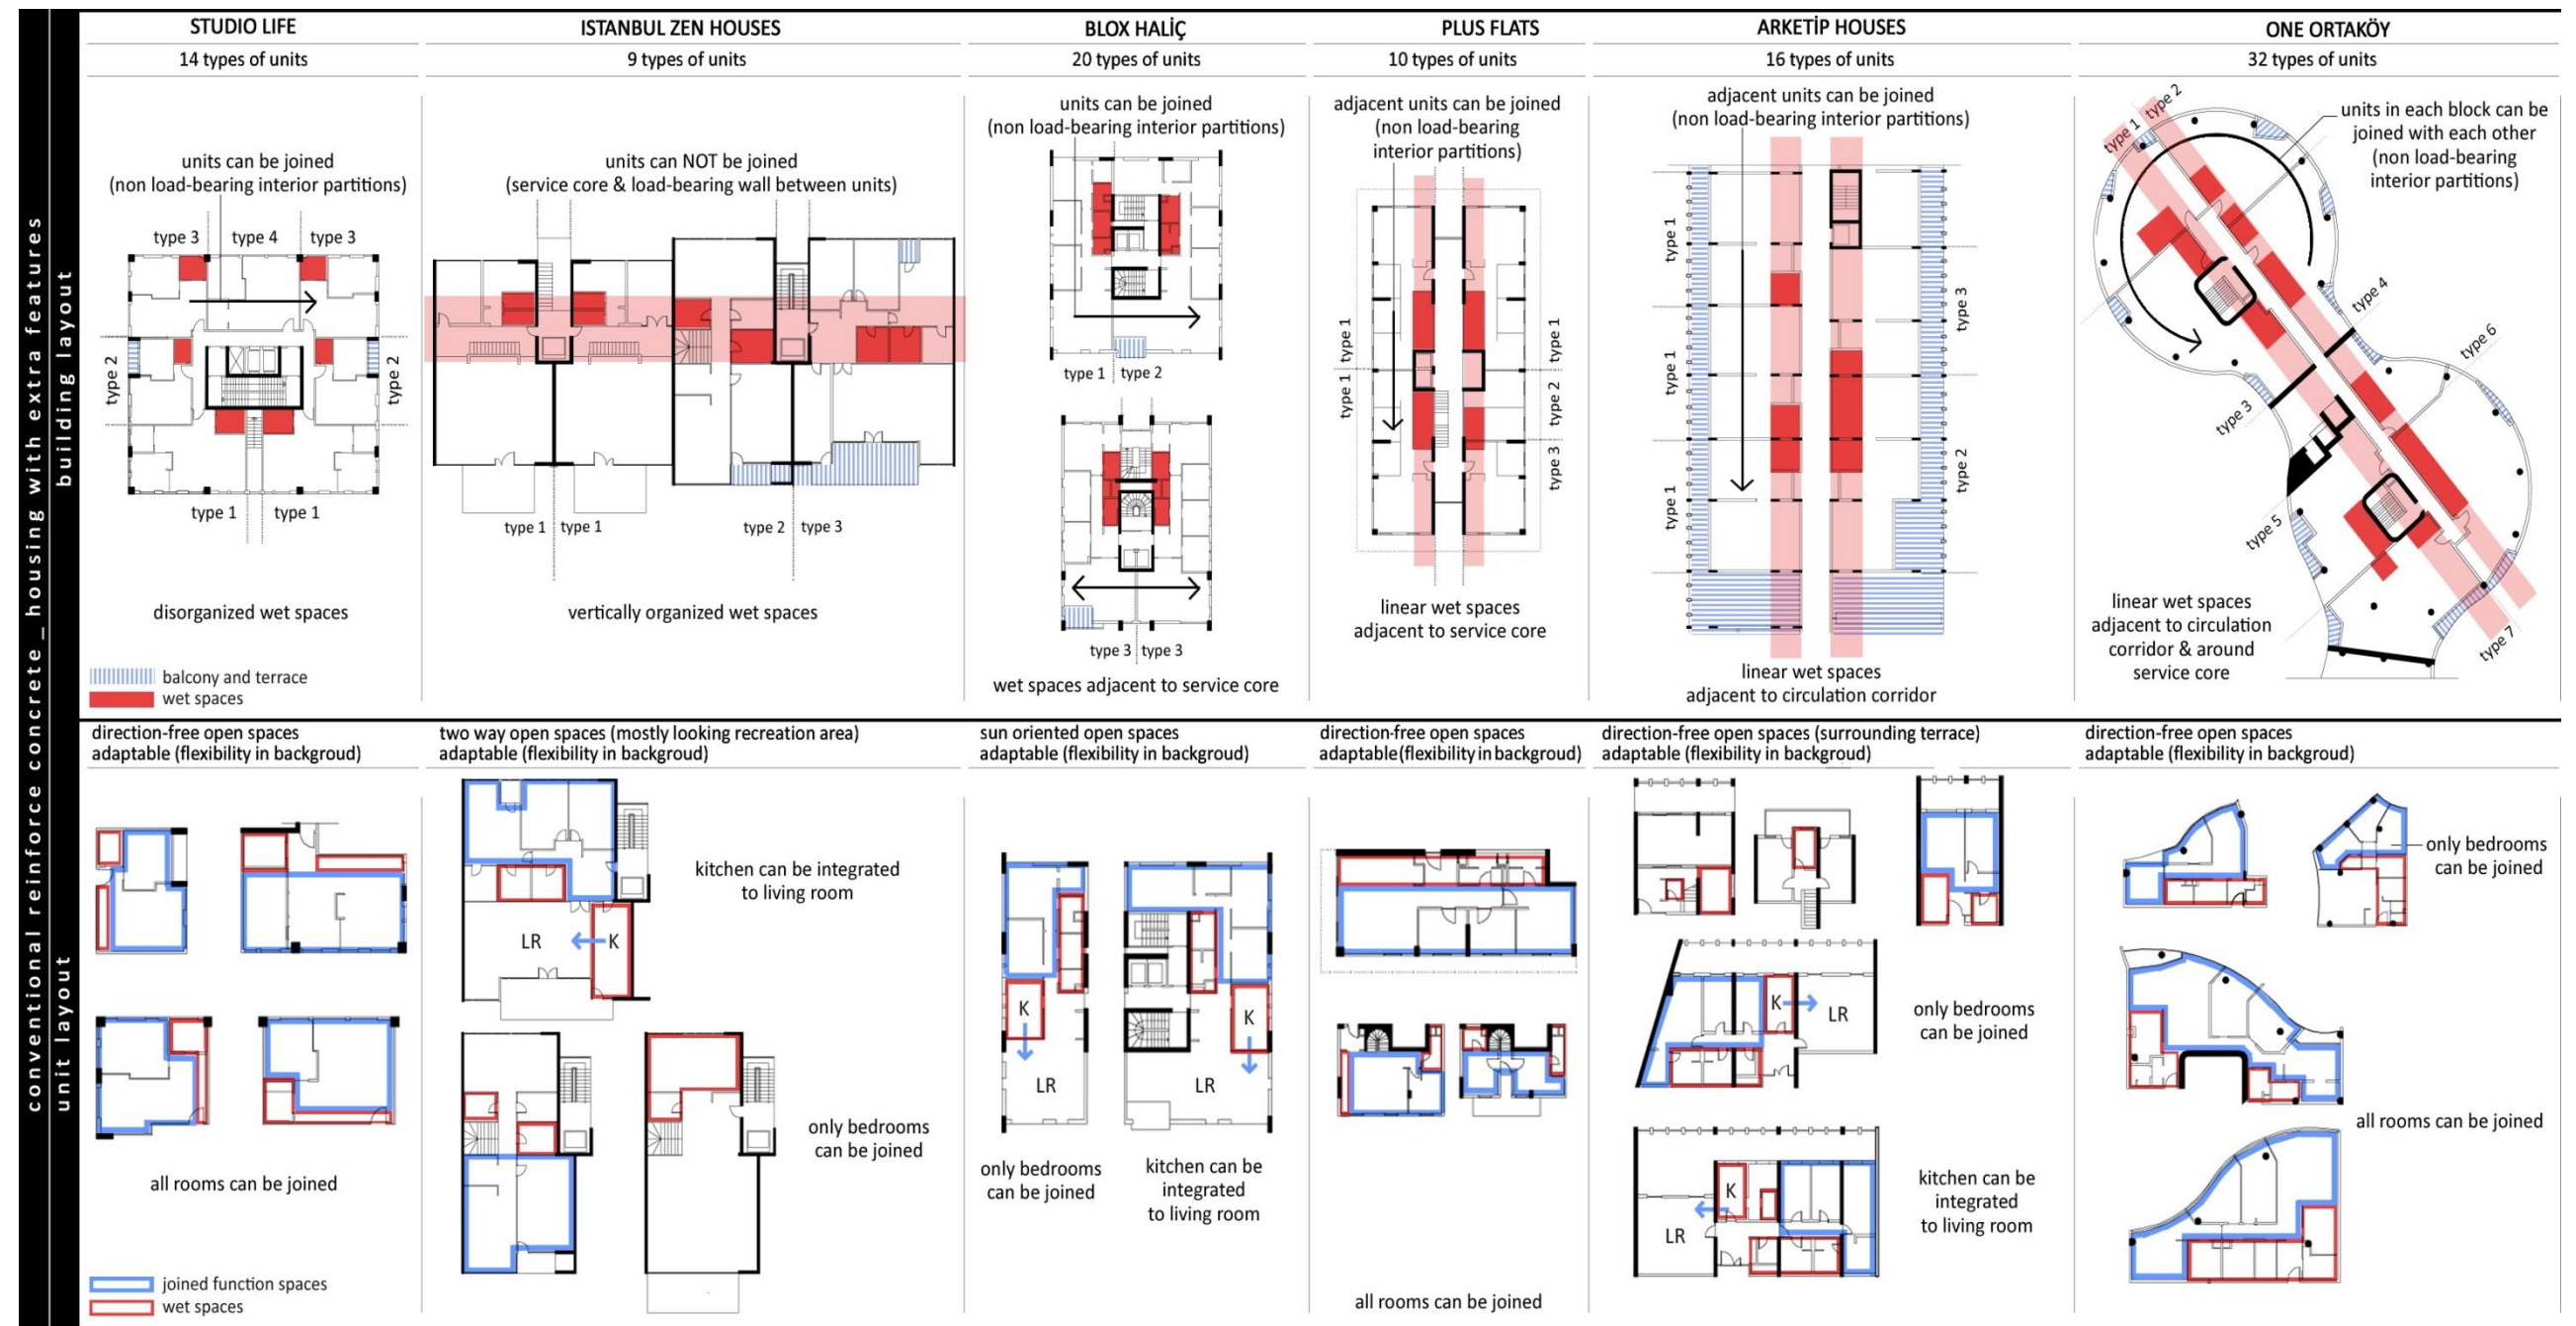 conventional reinforce concrete _ housing with extra features
building layout
unit layout
STUDIO LIFE
14 types of units
units can be joined
(non load-bearing interior partitions)
type 3
type 4
type 3
type 2
type 2
type 1
type 1
disorganized wet spaces
balcony and terrace
wet spaces
ISTANBUL ZEN HOUSES
9 types of units
units can NOT be joined
(service core & load-bearing wall between units)
type 1
type 1
type 2
type 3
vertically organized wet spaces
BLOX HALİÇ
20 types of units
units can be joined
(non load-bearing interior partitions)
type 1
type 2
type 3
type 3
wet spaces adjacent to service core
PLUS FLATS
10 types of units
adjacent units can be joined
(non load-bearing
interior partitions)
type 1
type 1
type 1
type 2
type 3
linear wet spaces
adjacent to service core
ARKETİP HOUSES
16 types of units
adjacent units can be joined
(non load-bearing interior partitions)
type 1
type 1
type 1
type 3
type 2
linear wet spaces
adjacent to circulation corridor
ONE ORTAKÖY
32 types of units
type 1
type 2
units in each block can be
joined with each other
(non load-bearing
interior partitions)
type 4
type 6
type 3
type 5
type 7
linear wet spaces
adjacent to circulation
corridor & around
service core
direction-free open spaces
adaptable (flexibility in backgroud)
all rooms can be joined
joined function spaces
wet spaces
two way open spaces (mostly looking recreation area)
adaptable (flexibility in backgroud)
kitchen can be integrated
to living room
LR
K
only bedrooms
can be joined
sun oriented open spaces
adaptable (flexibility in backgroud)
K
LR
K
LR
only bedrooms
can be joined
kitchen can be
integrated
to living room
direction-free open spaces
adaptable (flexibility in backgroud)
all rooms can be joined
direction-free open spaces (surrounding terrace)
adaptable (flexibility in backgroud)
K
LR
only bedrooms
can be joined
K
LR
kitchen can be
integrated
to living room
direction-free open spaces
adaptable (flexibility in backgroud)
only bedrooms
can be joined
all rooms can be joined